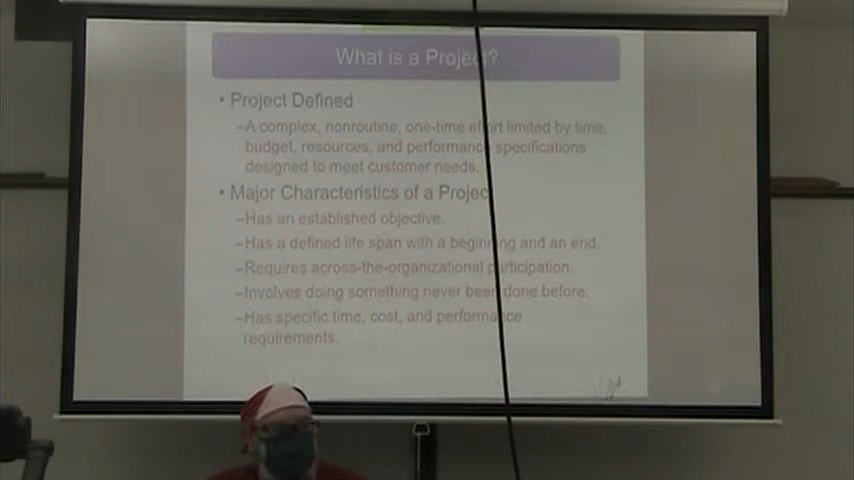 What is a Project?
• Project Defined
–A complex, nonroutine, one-time effort limited by time,
budget, resources, and performance specifications
designed to meet customer needs.
• Major Characteristics of a Project
–Has an established objective.
–Has a defined life span with a beginning and an end.
–Requires across-the-organizational participation.
–Involves doing something never been done before.
–Has specific time, cost, and performance
requirements.